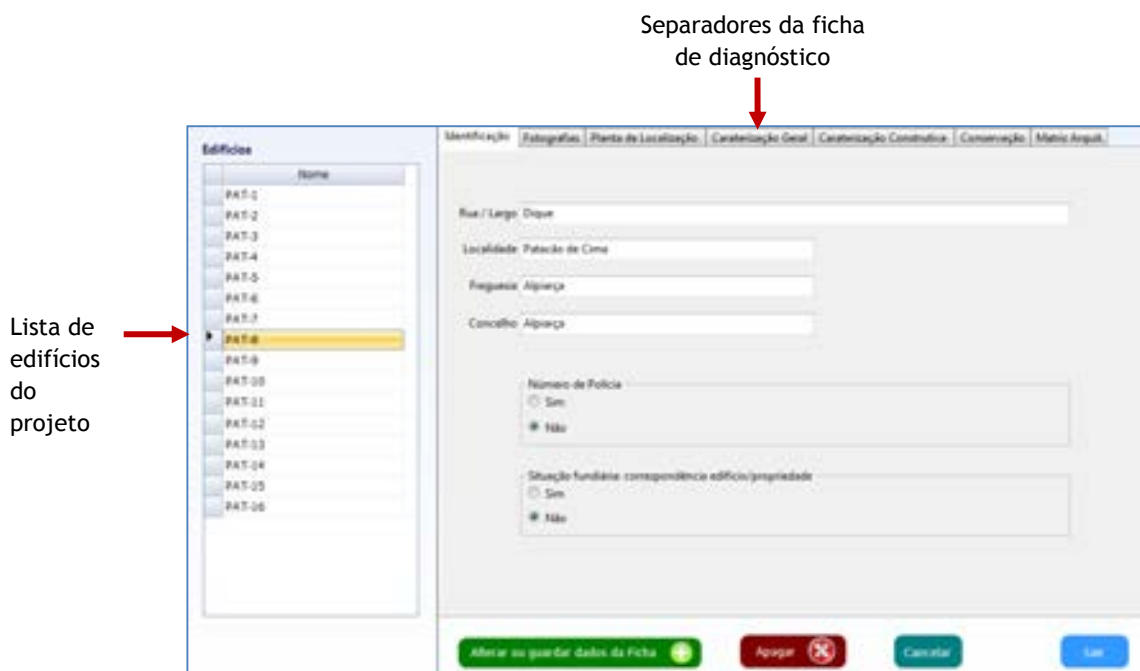 Separadores da ficha
de diagnóstico
Identificação Fotografias Planta de Localização Caraterização Geral Caraterização Construtiva Conservação Matriz Arquit.
Edifícios
Nome
PAT-1
PAT-2
PAT-3
PAT-4
PAT-5
PAT-6
PAT-7
PAT-8
PAT-9
PAT-10
PAT-11
PAT-12
PAT-13
PAT-14
PAT-15
PAT-16
Lista de
edifícios
do
projeto
Rua / Largo Dique
Localidade Patacão de Cima
Freguesia Alpiarça
Concelho Alpiarça
Número de Polícia
Sim
Não
Situação fundiária: correspondência edifício/propriedade
Sim
Não
Alterar ou guardar dados da Ficha
Apagar
Cancelar